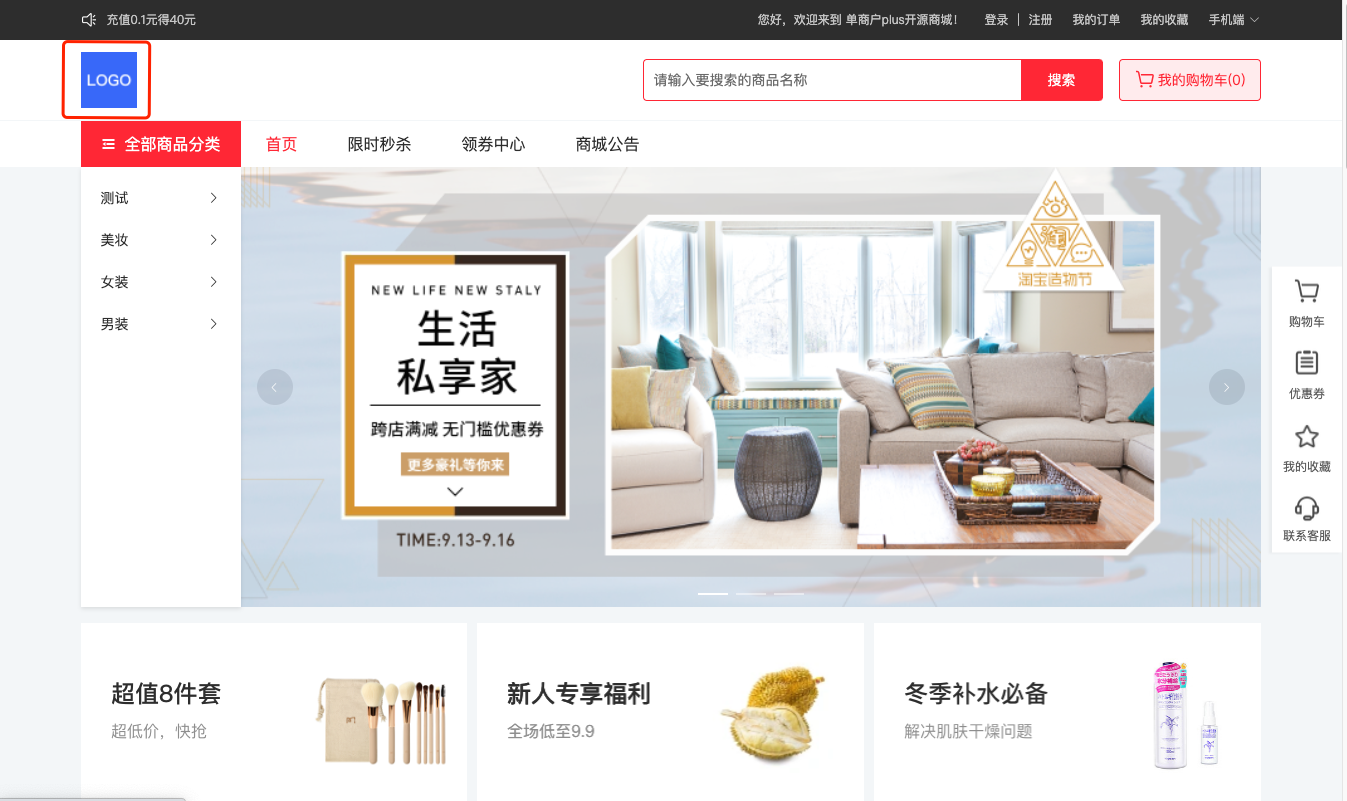 充值0.1元得40元
您好，欢迎来到 单商户plus开源商城！
登录
注册
我的订单
我的收藏
手机端
LOGO
请输入要搜索的商品名称
搜索
我的购物车(0)
全部商品分类
首页
限时秒杀
领券中心
商城公告
测试
美妆
女装
男装
NEW LIFE NEW STALY
生活
私享家
跨店满减 无门槛优惠券
更多豪礼等你来
TIME:9.13-9.16
淘
淘宝造物节
购物车
优惠券
我的收藏
联系客服
超值8件套
超低价，快抢
新人专享福利
全场低至9.9
冬季补水必备
解决肌肤干燥问题